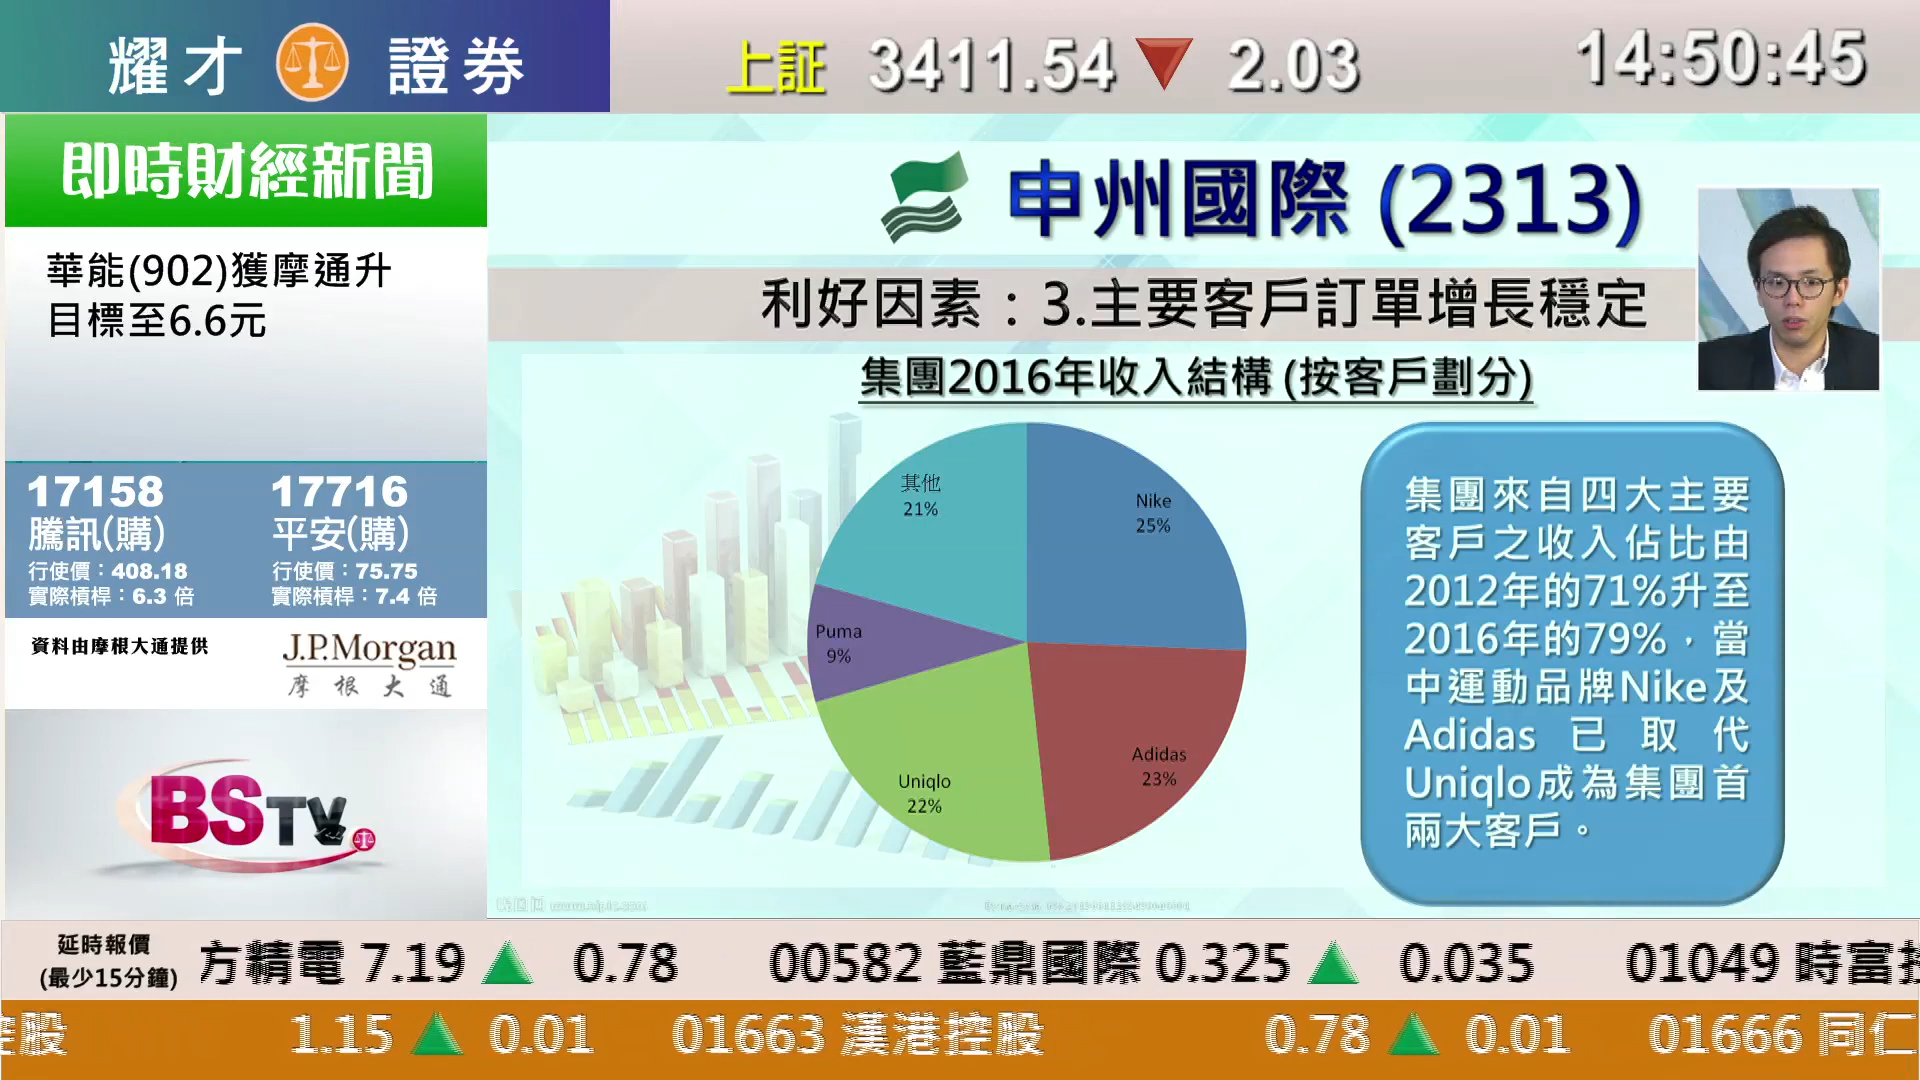 耀才 證券
上証 3411.54 2.03
14:50:45
即時財經新聞
華能(902)獲摩通升
目標至6.6元
17158
騰訊(購)
行使價：408.18
實際槓桿：6.3 倍
17716
平安(購)
行使價：75.75
實際槓桿：7.4 倍
資料由摩根大通提供
J.P.Morgan
摩根大通
BSTV
申州國際 (2313)
利好因素：3.主要客戶訂單增長穩定
集團2016年收入結構 (按客戶劃分)
其他
21%
Nike
25%
Puma
9%
Adidas
23%
Uniqlo
22%
集團來自四大主要
客戶之收入佔比由
2012年的71%升至
2016年的79%，當
中運動品牌Nike及
Adidas 已取代
Uniqlo成為集團首
兩大客戶。
延時報價
(最少15分鐘)
方精電 7.19 0.78 00582 藍鼎國際 0.325 0.035 01049 時富投
控股 1.15 0.01 01663 漢港控股 0.78 0.01 01666 同仁